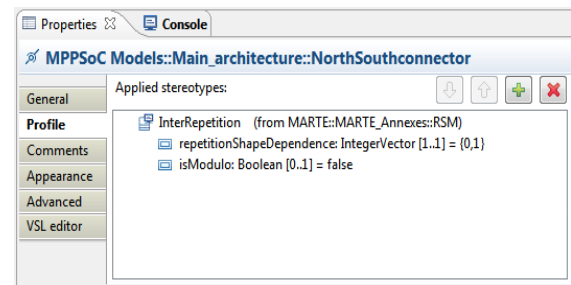 Properties Console
MPPSoC Models::Main_architecture::NorthSouthconnector
Applied stereotypes:
General
Profile
Comments
Appearance
Advanced
VSL editor
InterRepetition (from MARTE::MARTE_Annexes::RSM)
repetitionShapeDependence: IntegerVector [1..1] = {0,1}
isModulo: Boolean [0..1] = false